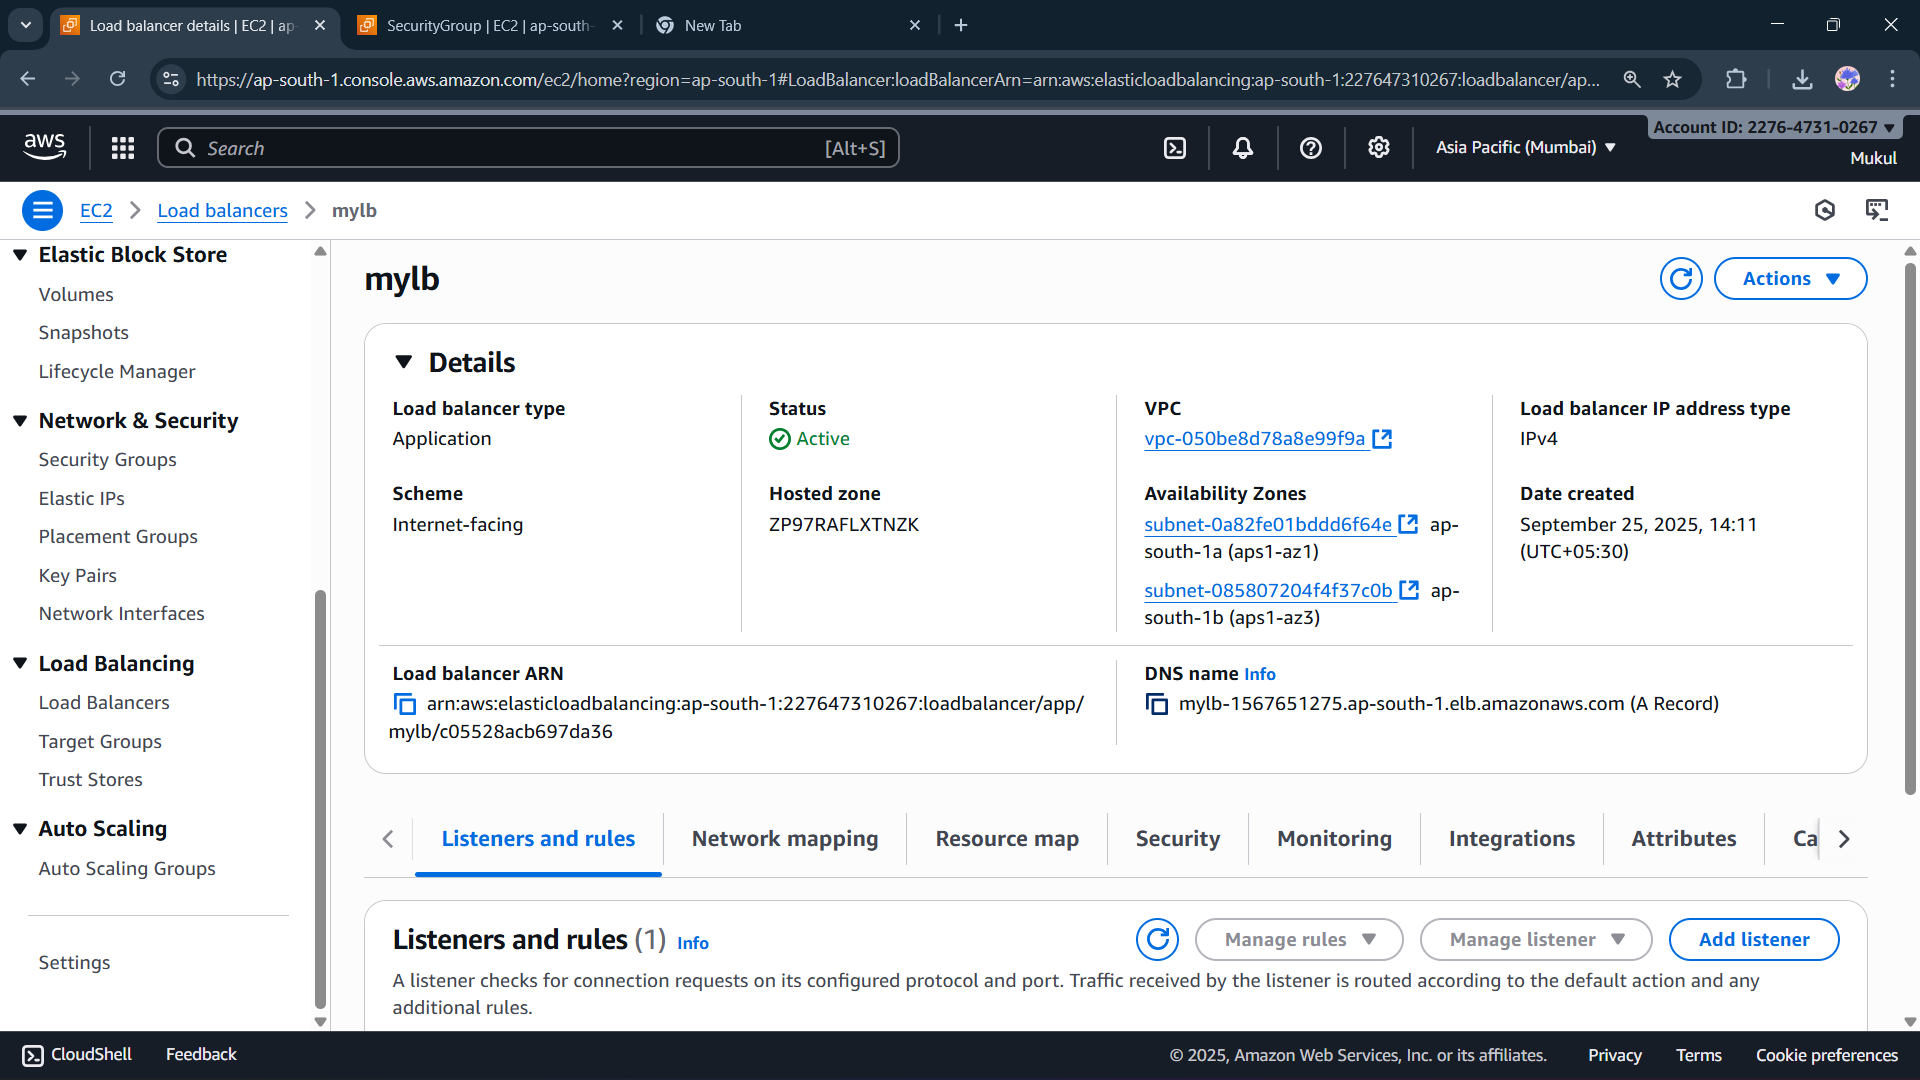 Load balancer details | EC2 | ap-
SecurityGroup | EC2 | ap-south-
New Tab
https://ap-south-1.console.aws.amazon.com/ec2/home?region=ap-south-1#LoadBalancer:loadBalancerArn=arn:aws:elasticloadbalancing:ap-south-1:227647310267:loadbalancer/ap...
aws
Search
[Alt+S]
Asia Pacific (Mumbai)
Account ID: 2276-4731-0267
Mukul
EC2
Load balancers
mylb
Elastic Block Store
Volumes
Snapshots
Lifecycle Manager
Network & Security
Security Groups
Elastic IPs
Placement Groups
Key Pairs
Network Interfaces
Load Balancing
Load Balancers
Target Groups
Trust Stores
Auto Scaling
Auto Scaling Groups
Settings
mylb
Actions
Details
Load balancer type
Application
Status
Active
VPC
vpc-050be8d78a8e99f9a
Load balancer IP address type
IPv4
Scheme
Internet-facing
Hosted zone
ZP97RAFLXTNZK
Availability Zones
subnet-0a82fe01bddd6f64e ap-
south-1a (aps1-az1)
subnet-085807204f4f37c0b ap-
south-1b (aps1-az3)
Date created
September 25, 2025, 14:11
(UTC+05:30)
Load balancer ARN
arn:aws:elasticloadbalancing:ap-south-1:227647310267:loadbalancer/app/
mylb/c05528acb697da36
DNS name Info
mylb-1567651275.ap-south-1.elb.amazonaws.com (A Record)
Listeners and rules
Network mapping
Resource map
Security
Monitoring
Integrations
Attributes
Ca
Listeners and rules (1) Info
Manage rules
Manage listener
Add listener
A listener checks for connection requests on its configured protocol and port. Traffic received by the listener is routed according to the default action and any
additional rules.
CloudShell
Feedback
© 2025, Amazon Web Services, Inc. or its affiliates.
Privacy
Terms
Cookie preferences